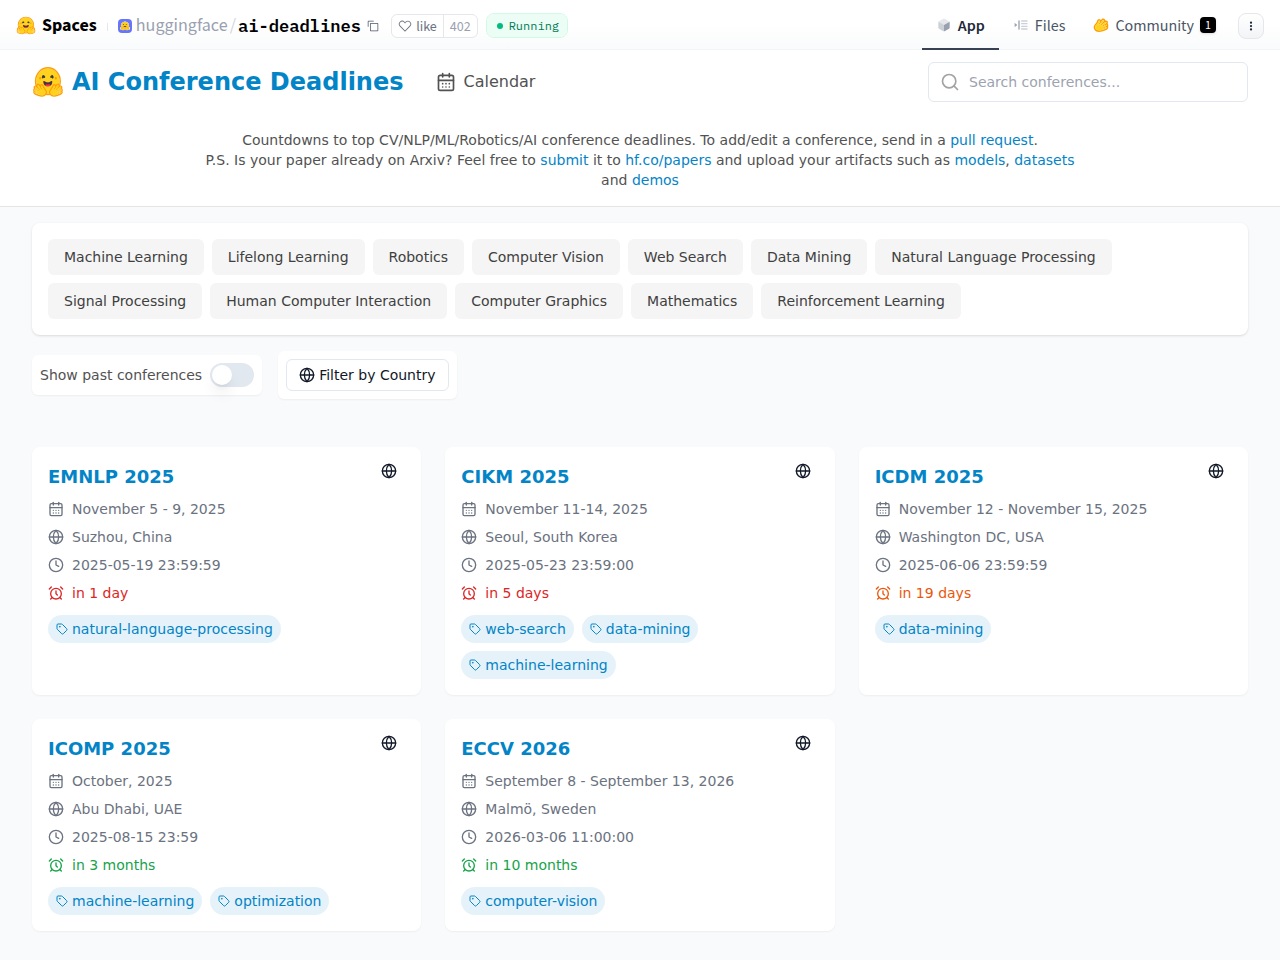 Spaces huggingface/ai-deadlines like 402 Running App Files Community 1
AI Conference Deadlines Calendar Search conferences...
Countdowns to top CV/NLP/ML/Robotics/AI conference deadlines. To add/edit a conference, send in a pull request.
P.S. Is your paper already on Arxiv? Feel free to submit it to hf.co/papers and upload your artifacts such as models, datasets
and demos
Machine Learning Lifelong Learning Robotics Computer Vision Web Search Data Mining Natural Language Processing
Signal Processing Human Computer Interaction Computer Graphics Mathematics Reinforcement Learning
Show past conferences Filter by Country
EMNLP 2025
November 5 - 9, 2025
Suzhou, China
2025-05-19 23:59:59
in 1 day
natural-language-processing
CIKM 2025
November 11-14, 2025
Seoul, South Korea
2025-05-23 23:59:00
in 5 days
web-search data-mining
machine-learning
ICDM 2025
November 12 - November 15, 2025
Washington DC, USA
2025-06-06 23:59:59
in 19 days
data-mining
ICOMP 2025
October, 2025
Abu Dhabi, UAE
2025-08-15 23:59
in 3 months
machine-learning optimization
ECCV 2026
September 8 - September 13, 2026
Malmö, Sweden
2026-03-06 11:00:00
in 10 months
computer-vision